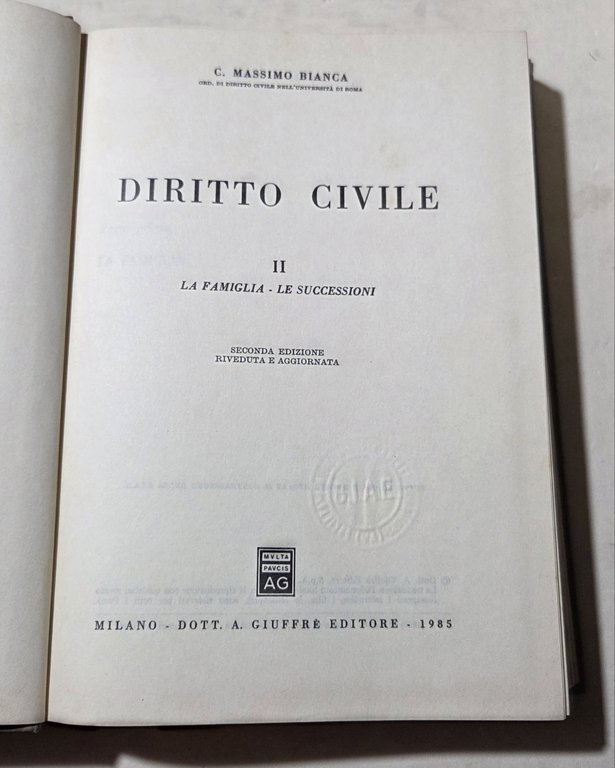 C. MASSIMO BIANCA
ORD. DI DIRITTO CIVILE NELL'UNIVERSITÀ DI ROMA
DIRITTO CIVILE
II
LA FAMIGLIA - LE SUCCESSIONI
SECONDA EDIZIONE
RIVEDUTA E AGGIORNATA
SIAE
MVLTA
PAVCIS
AG
MILANO - DOTT. A. GIUFFRÈ EDITORE - 1985